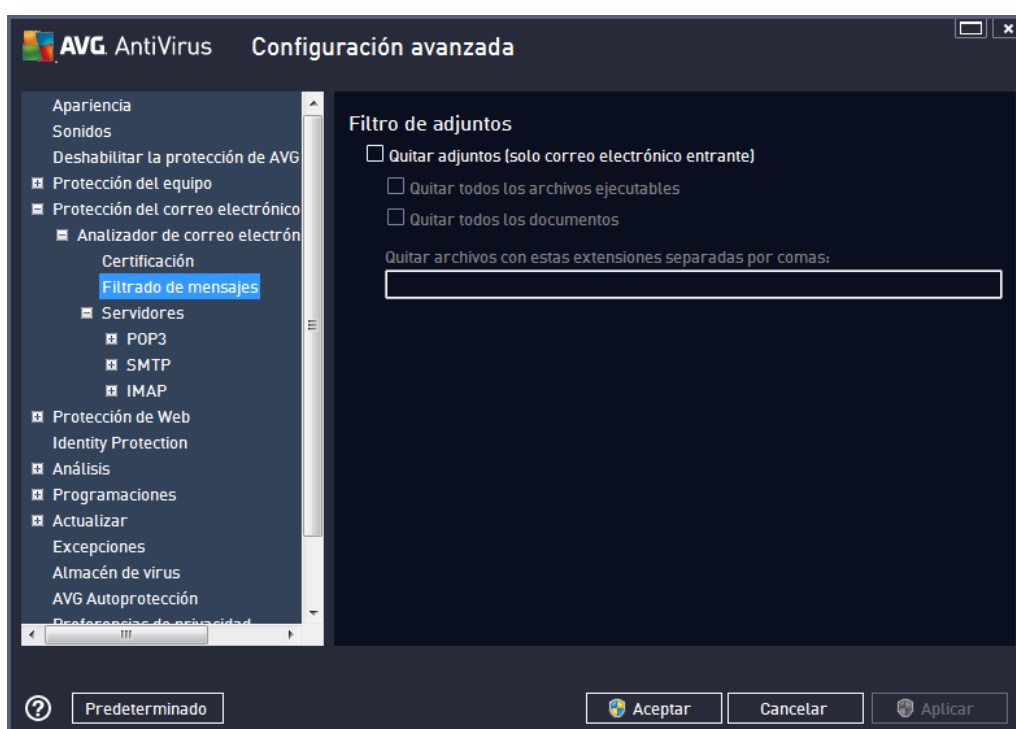 AVG. AntiVirus Configuración avanzada
Apariencia
Sonidos
Deshabilitar la protección de AVG
Protección del equipo
Protección del correo electrónico
Analizador de correo electrón
Certificación
Filtrado de mensajes
Servidores
POP3
SMTP
IMAP
Protección de Web
Identity Protection
Análisis
Programaciones
Actualizar
Excepciones
Almacén de virus
AVG Autoprotección
Preferencias de privacidad
Filtro de adjuntos
Quitar adjuntos (solo correo electrónico entrante)
Quitar todos los archivos ejecutables
Quitar todos los documentos
Quitar archivos con estas extensiones separadas por comas:
Predeterminado
Aceptar
Cancelar
Aplicar